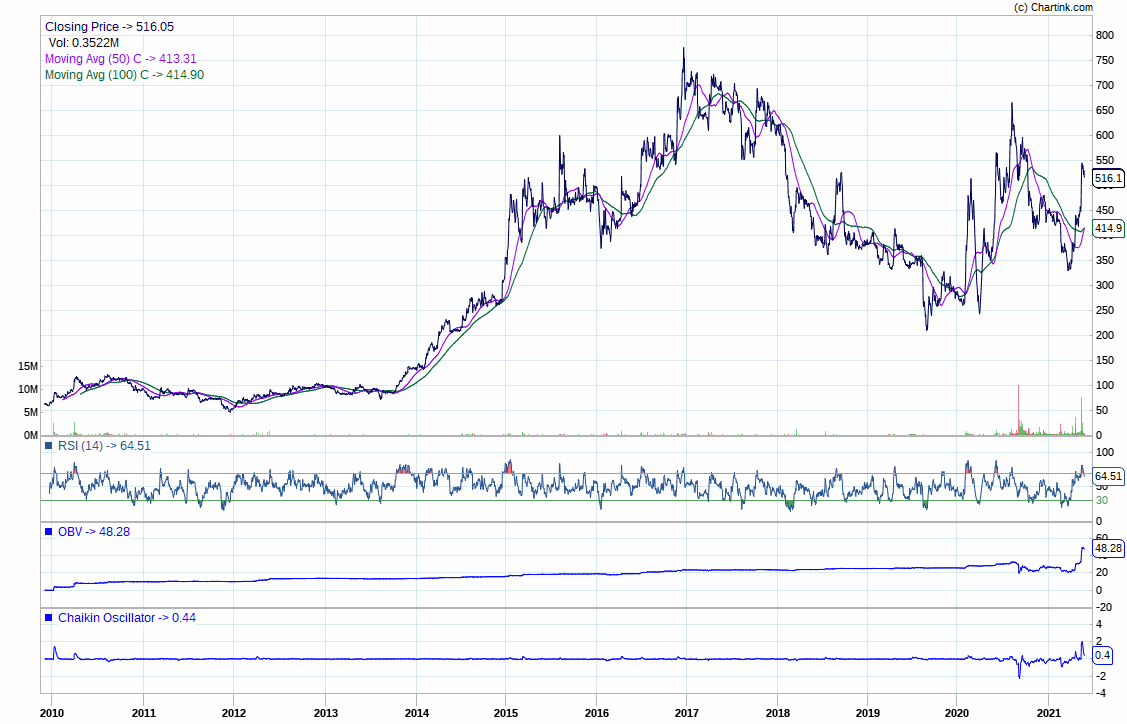 (c) Chartink.com
Closing Price -> 516.05
Vol: 0.3522M
Moving Avg (50) C -> 413.31
Moving Avg (100) C -> 414.90
800
750
700
650
600
550
516.1
450
414.9
350
300
250
200
150
100
50
0
15M
10M
5M
0M
RSI (14) -> 64.51
100
64.51
30
0
OBV -> 48.28
48.28
20
0
-20
Chaikin Oscillator -> 0.44
4
2
0.4
-2
-4
2010 2011 2012 2013 2014 2015 2016 2017 2018 2019 2020 2021